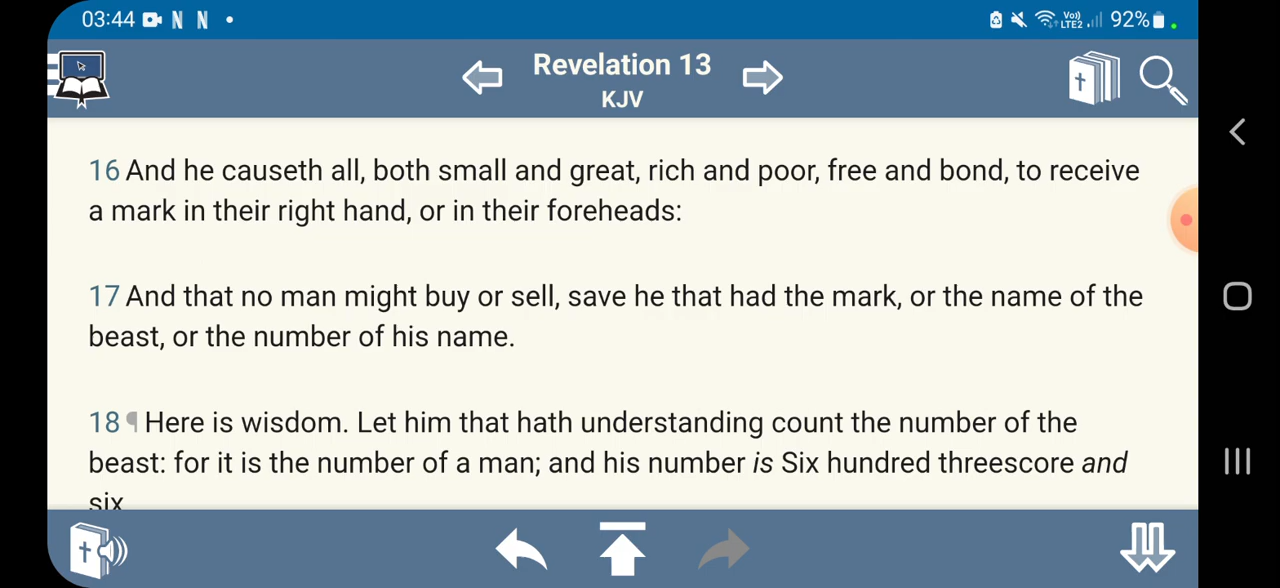 03:44 N N • Vo)) LTE2 92%
Revelation 13
KJV
16 And he causeth all, both small and great, rich and poor, free and bond, to receive
a mark in their right hand, or in their foreheads:
17 And that no man might buy or sell, save he that had the mark, or the name of the
beast, or the number of his name.
18 ¶ Here is wisdom. Let him that hath understanding count the number of the
beast: for it is the number of a man; and his number is Six hundred threescore and
six